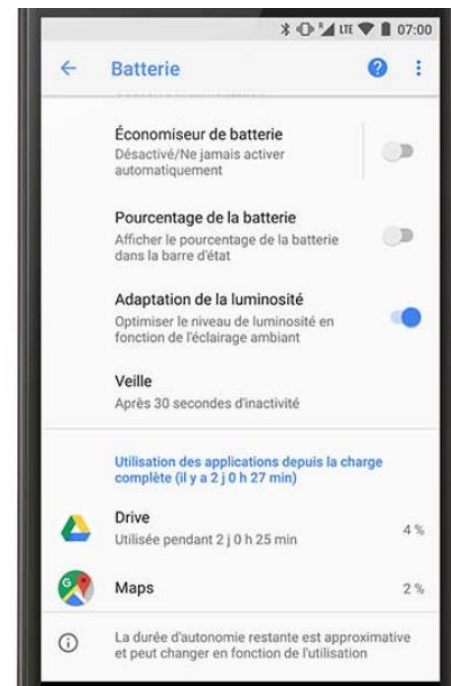 LTE 07:00
Batterie
Économiseur de batterie
Désactivé/Ne jamais activer
automatiquement
Pourcentage de la batterie
Afficher le pourcentage de la batterie
dans la barre d'état
Adaptation de la luminosité
Optimiser le niveau de luminosité en
fonction de l'éclairage ambiant
Veille
Après 30 secondes d'inactivité
Utilisation des applications depuis la charge
complète (il y a 2 j 0 h 27 min)
Drive
Utilisée pendant 2 j 0 h 25 min
4 %
Maps
2 %
La durée d'autonomie restante est approximative
et peut changer en fonction de l'utilisation